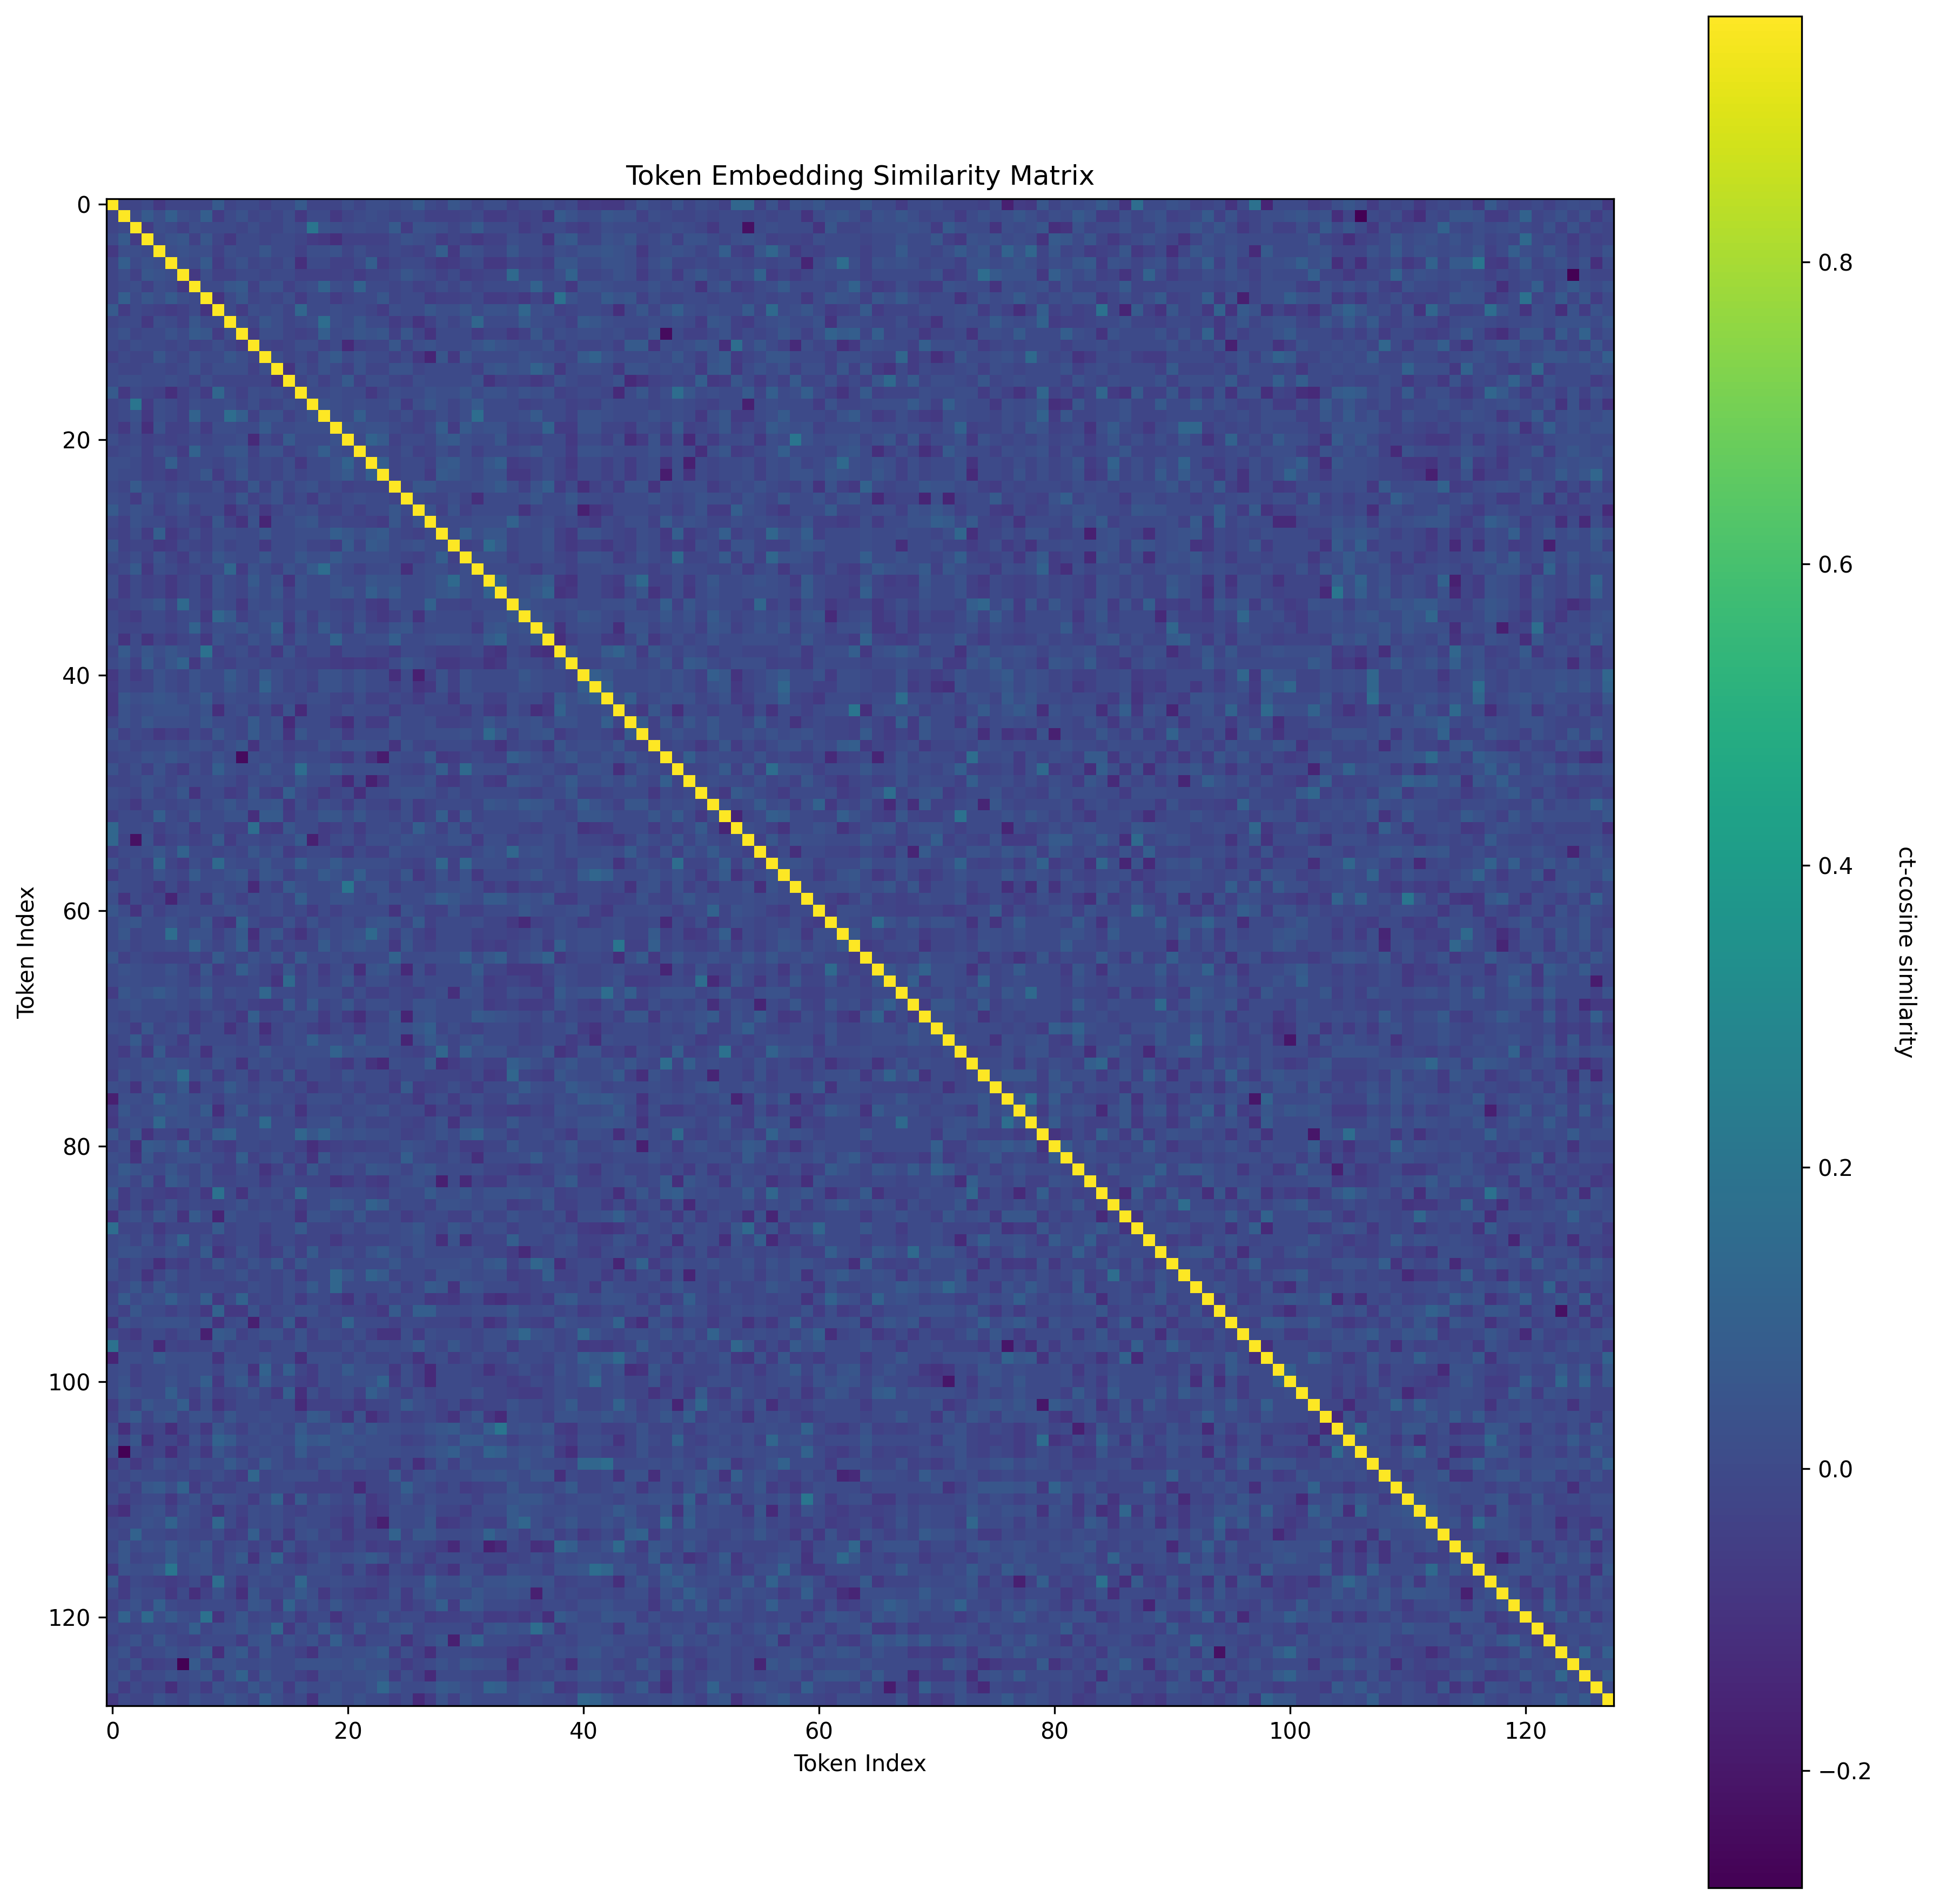 Token Embedding Similarity Matrix
0
20
40
60
80
100
120
Token Index
0 20 40 60 80 100 120
Token Index
0.8
0.6
0.4
0.2
0.0
−0.2
ct-cosine similarity